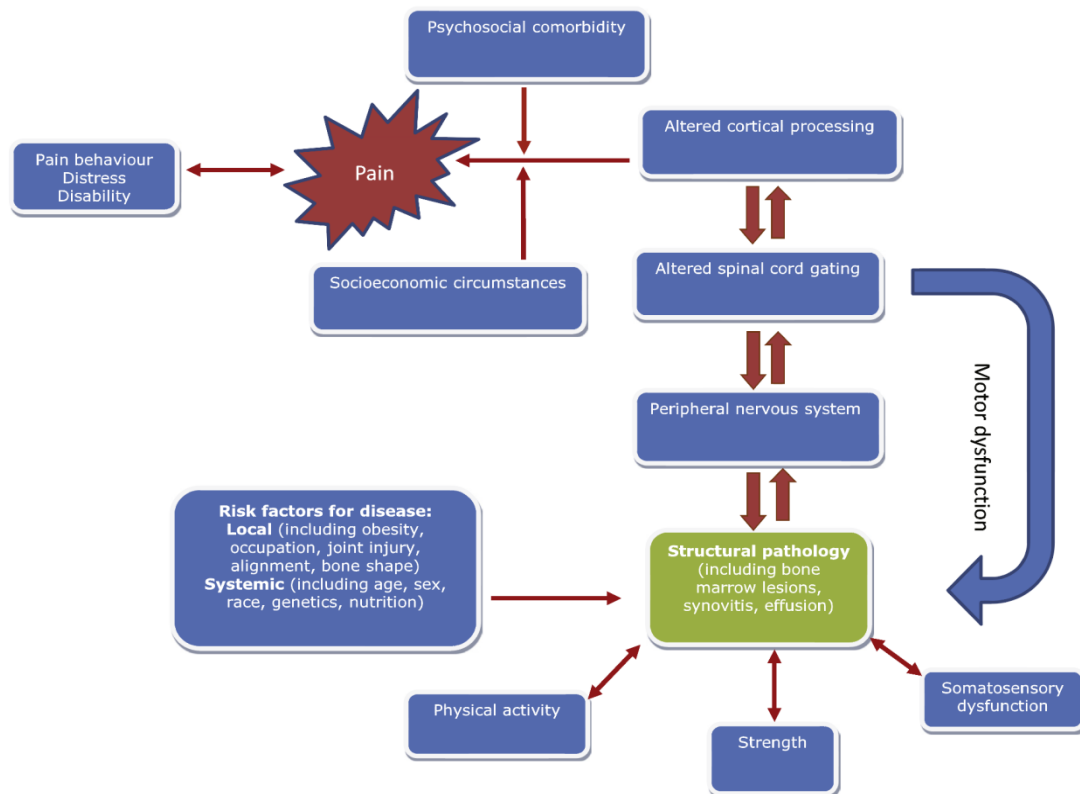 Psychosocial comorbidity
Altered cortical processing
Pain behaviour
Distress
Disability
Pain
Socioeconomic circumstances
Altered spinal cord gating
Motor dysfunction
Peripheral nervous system
Risk factors for disease:
Local (including obesity,
occupation, joint injury,
alignment, bone shape)
Systemic (including age, sex,
race, genetics, nutrition)
Structural pathology
(including bone
marrow lesions,
synovitis, effusion)
Physical activity
Strength
Somatosensory
dysfunction